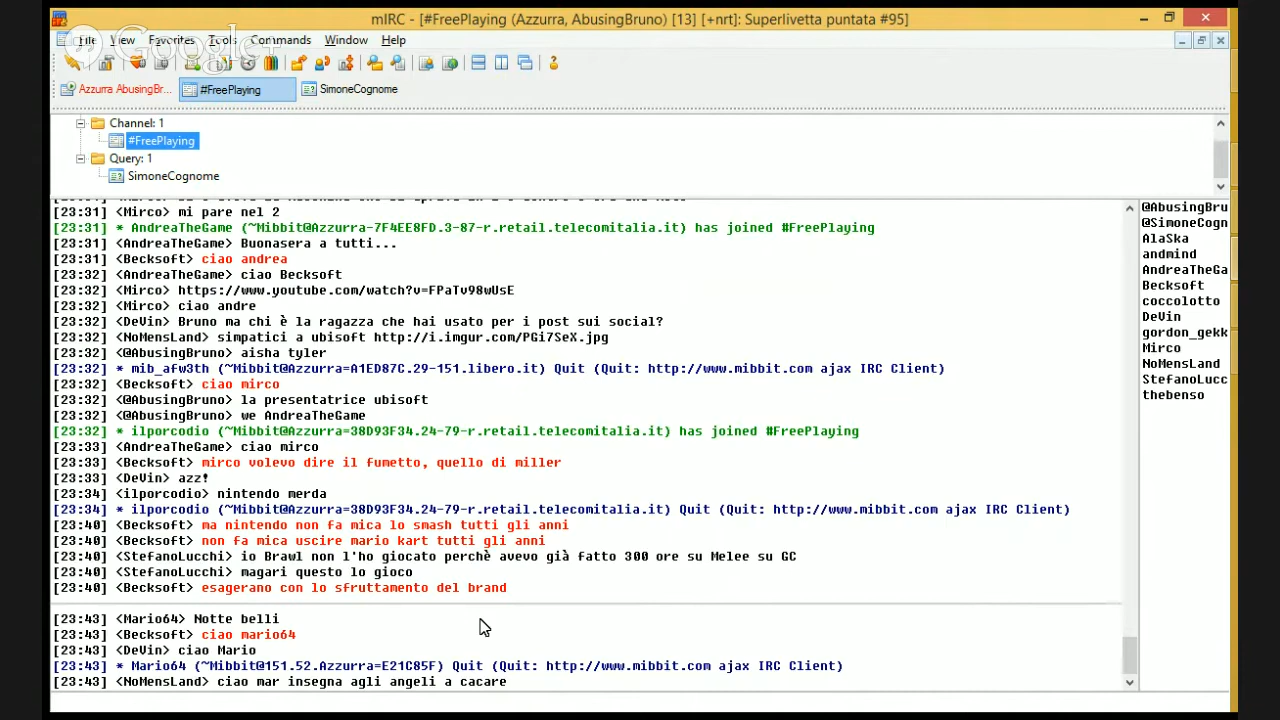 mIRC - [#FreePlaying (Azzurra, AbusingBruno) [13] [+nrt]: Superlivetta puntata #95]
File View Favorites Tools Commands Window Help
Google+
Azzurra AbusingBr... #FreePlaying SimoneCognome
Channel: 1
#FreePlaying
Query: 1
SimoneCognome
[23:31] <Mirco> mi pare nel 2
[23:31] * AndreaTheGame (~Mibbit@Azzurra-7F4EE8FD.3-87-r.retail.telecomitalia.it) has joined #FreePlaying
[23:31] <AndreaTheGame> Buonasera a tutti...
[23:31] <Becksoft> ciao andrea
[23:32] <AndreaTheGame> ciao Becksoft
[23:32] <Mirco> https://www.youtube.com/watch?v=FPaTv98wUsE
[23:32] <Mirco> ciao andre
[23:32] <DeVin> Bruno ma chi è la ragazza che hai usato per i post sui social?
[23:32] <NoMensLand> simpatici a ubisoft http://i.imgur.com/PGi7SeX.jpg
[23:32] <@AbusingBruno> aisha tyler
[23:32] * mib_afw3th (~Mibbit@Azzurra=A1ED87C.29-151.libero.it) Quit (Quit: http://www.mibbit.com ajax IRC Client)
[23:32] <Becksoft> ciao mirco
[23:32] <@AbusingBruno> la presentatrice ubisoft
[23:32] <@AbusingBruno> we AndreaTheGame
[23:32] * ilporcodio (~Mibbit@Azzurra=38D93F34.24-79-r.retail.telecomitalia.it) has joined #FreePlaying
[23:33] <AndreaTheGame> ciao mirco
[23:33] <Becksoft> mirco volevo dire il fumetto, quello di miller
[23:33] <DeVin> azz!
[23:34] <ilporcodio> nintendo merda
[23:34] * ilporcodio (~Mibbit@Azzurra=38D93F34.24-79-r.retail.telecomitalia.it) Quit (Quit: http://www.mibbit.com ajax IRC Client)
[23:40] <Becksoft> ma nintendo non fa mica lo smash tutti gli anni
[23:40] <Becksoft> non fa mica uscire mario kart tutti gli anni
[23:40] <StefanoLucchi> io Brawl non l'ho giocato perchè avevo già fatto 300 ore su Melee su GC
[23:40] <StefanoLucchi> magari questo lo gioco
[23:40] <Becksoft> esagerano con lo sfruttamento del brand
[23:43] <Mario64> Notte belli
[23:43] <Becksoft> ciao mario64
[23:43] <DeVin> ciao Mario
[23:43] * Mario64 (~Mibbit@151.52.Azzurra=E21C85F) Quit (Quit: http://www.mibbit.com ajax IRC Client)
[23:43] <NoMensLand> ciao mar insegna agli angeli a cacare
@AbusingBru
@SimoneCogn
AlaSka
andmind
AndreaTheGa
Becksoft
coccolotto
DeVin
gordon_gekk
Mirco
NoMensLand
StefanoLucc
thebenso